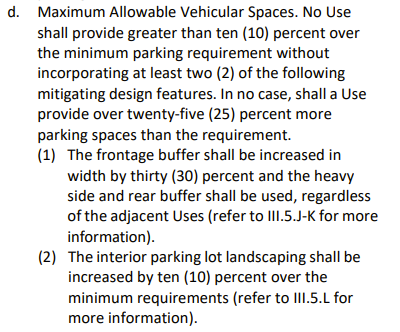 d. Maximum Allowable Vehicular Spaces. No Use
shall provide greater than ten (10) percent over
the minimum parking requirement without
incorporating at least two (2) of the following
mitigating design features. In no case, shall a Use
provide over twenty-five (25) percent more
parking spaces than the requirement.
(1) The frontage buffer shall be increased in
width by thirty (30) percent and the heavy
side and rear buffer shall be used, regardless
of the adjacent Uses (refer to III.5.J-K for more
information).
(2) The interior parking lot landscaping shall be
increased by ten (10) percent over the
minimum requirements (refer to III.5.L for
more information).